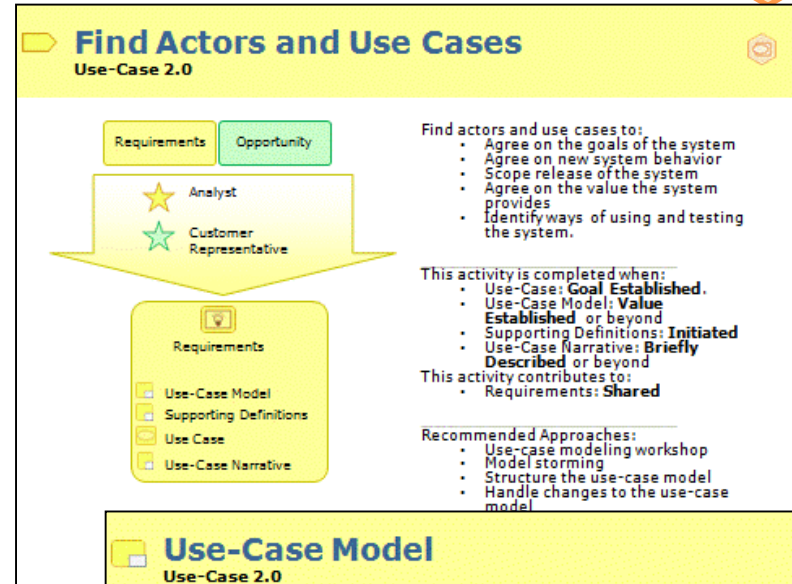 Find Actors and Use Cases
Use-Case 2.0
Requirements
Opportunity
Analyst
Customer
Representative
Requirements
Use-Case Model
Supporting Definitions
Use Case
Use-Case Narrative
Find actors and use cases to:
· Agree on the goals of the system
· Agree on new system behavior
· Scope release of the system
· Agree on the value the system
provides
· Identify ways of using and testing
the system.
This activity is completed when:
· Use-Case: Goal Established.
· Use-Case Model: Value
Established or beyond
· Supporting Definitions: Initiated
· Use-Case Narrative: Briefly
Described or beyond
This activity contributes to:
· Requirements: Shared
Recommended Approaches:
· Use-case modeling workshop
· Model storming
· Structure the use-case model
· Handle changes to the use-case
model
Use-Case Model
Use-Case 2.0